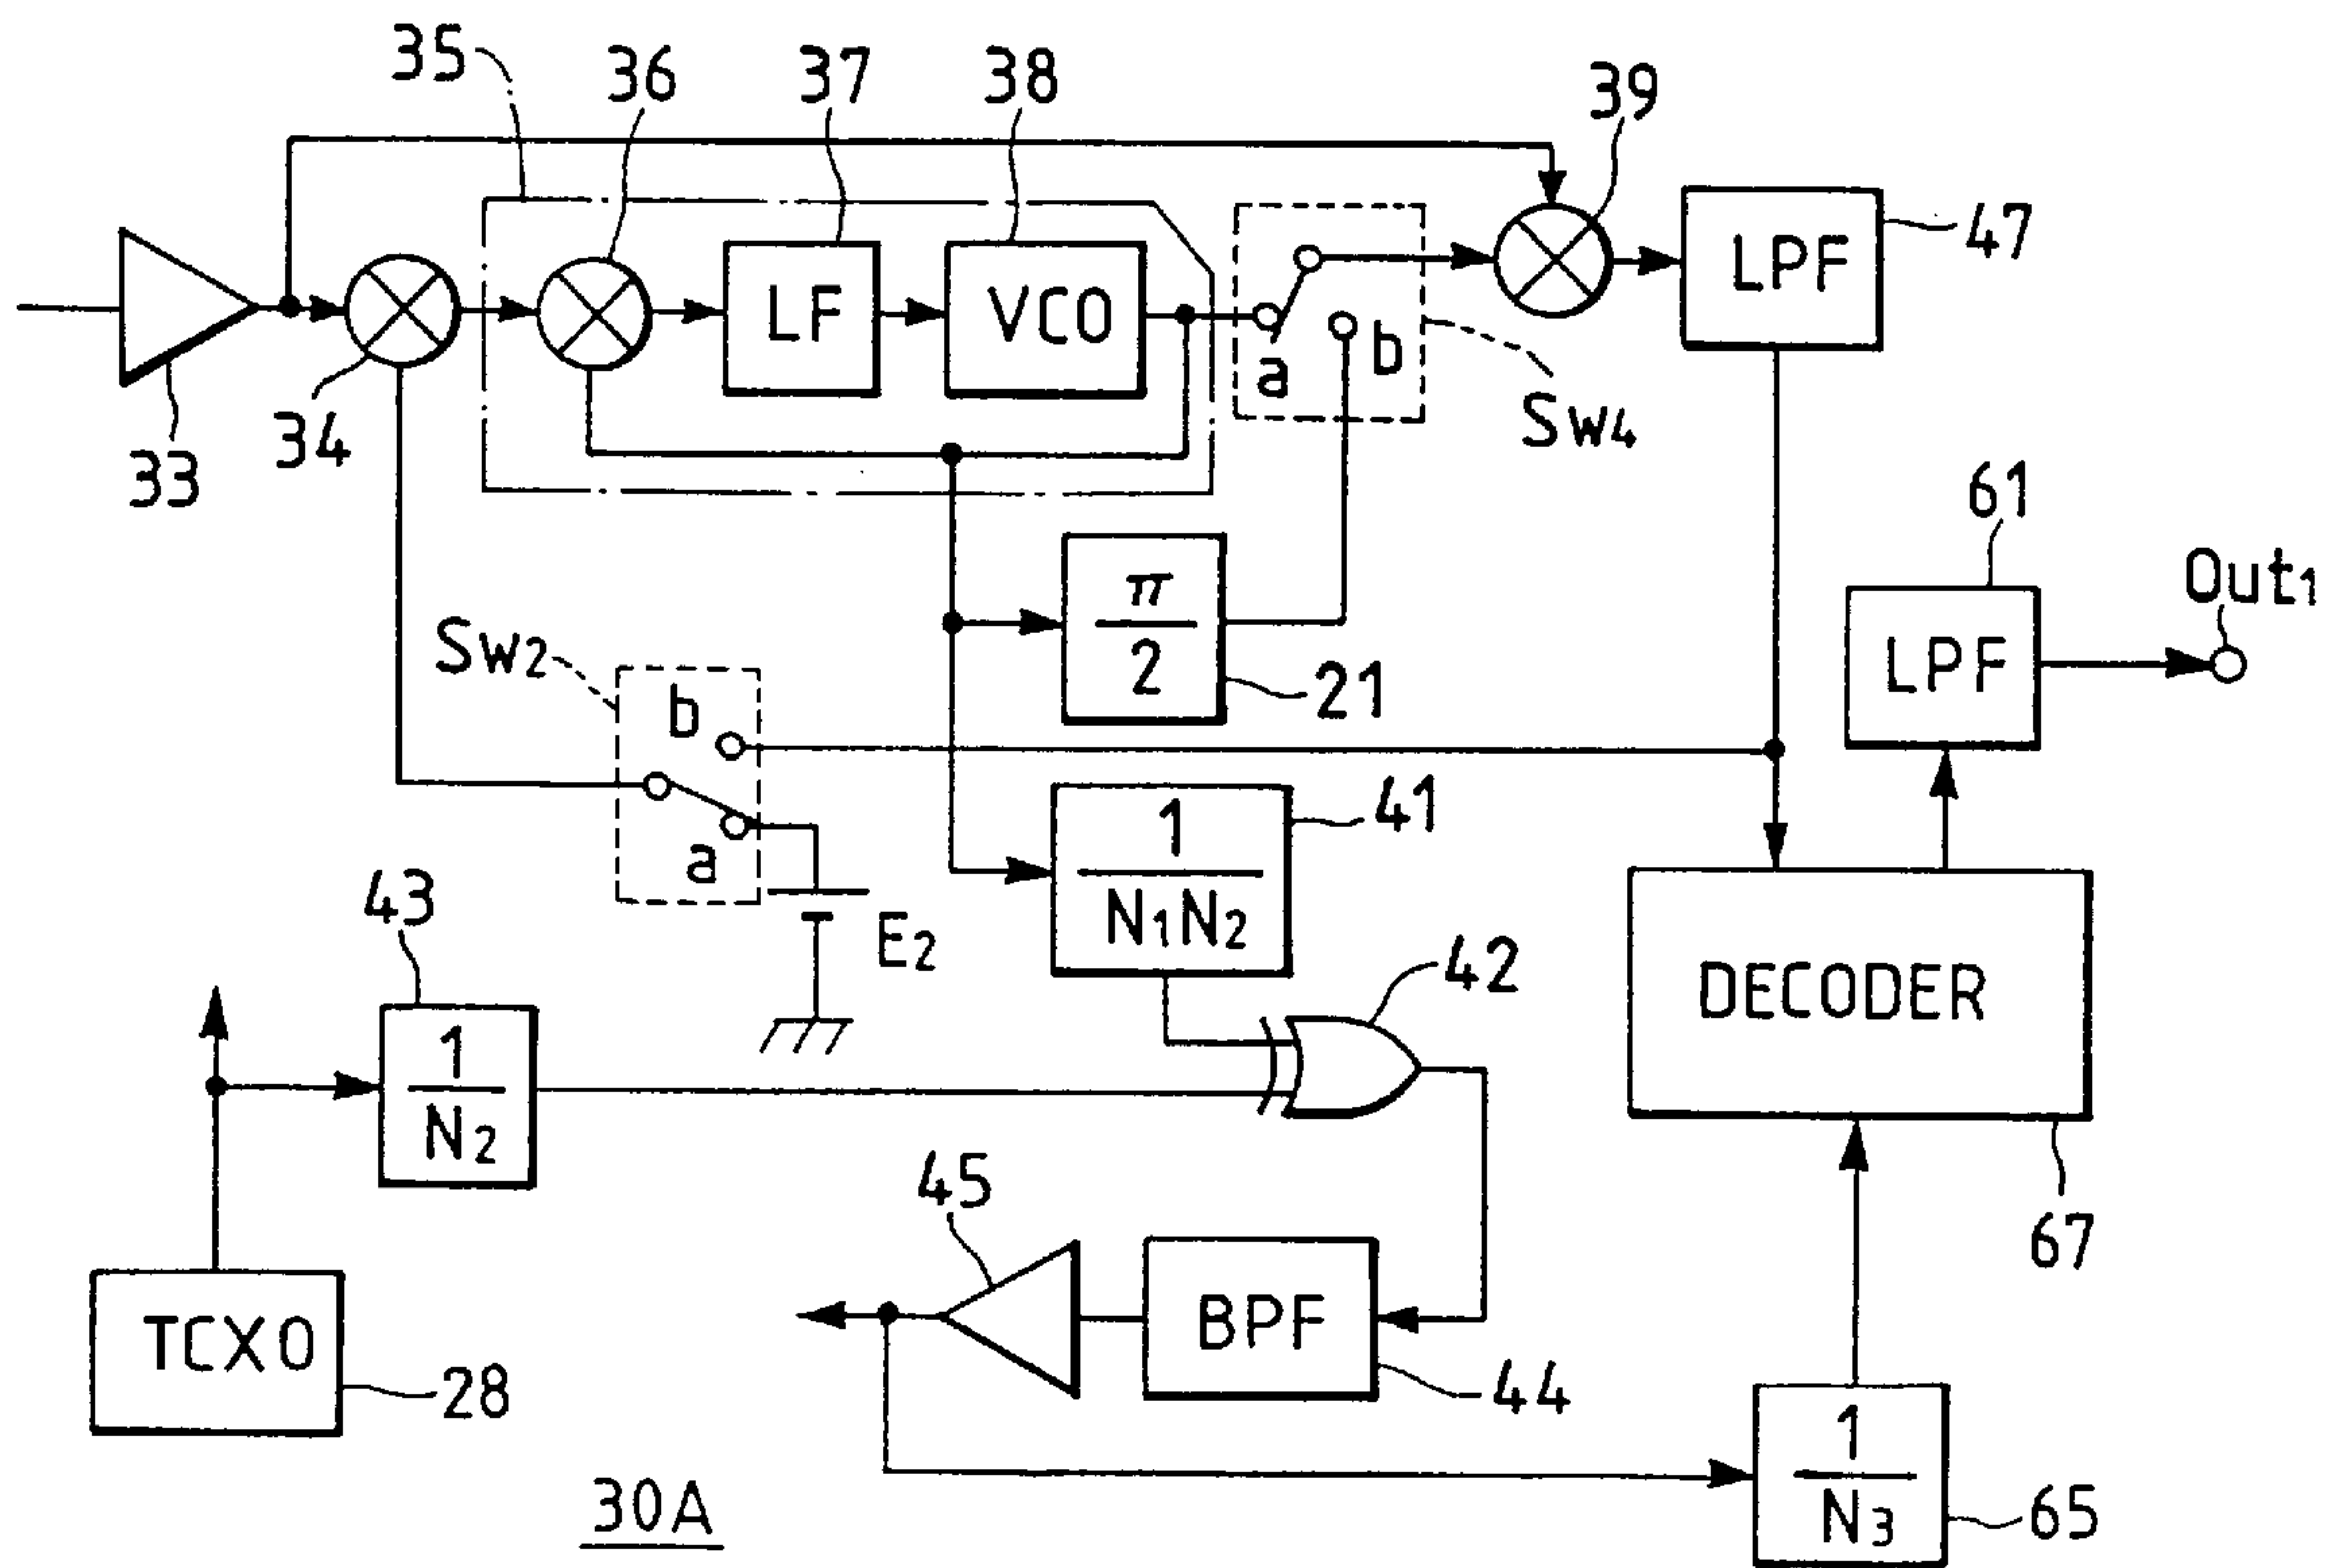 35
36
37
38
39
47
LPF
LF
VCO
a
b
Sw4
33
34
61
Out1
π
2
LPF
Sw2
b
21
41
1
N1N2
a
43
E2
42
DECODER
1
N2
45
67
TCXO
BPF
28
44
1
N3
65
30A